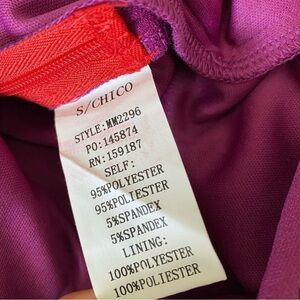 S/CHICO
STYLE:MM2296
PO:145874
RN:159187
SELF:
95%POLYESTER
95%POLIESTER
5%SPANDEX
5%SPANDEX
LINING:
100%POLYESTER
100%POLIESTER